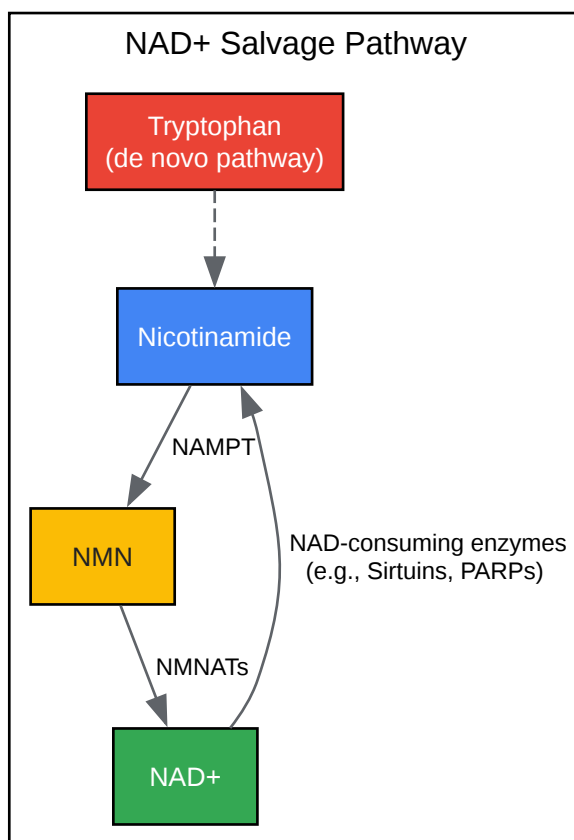 NAD+ Salvage Pathway
Tryptophan
(de novo pathway)
Nicotinamide
NAMPT
NMN
NAD-consuming enzymes
(e.g., Sirtuins, PARPs)
NMNATs
NAD+